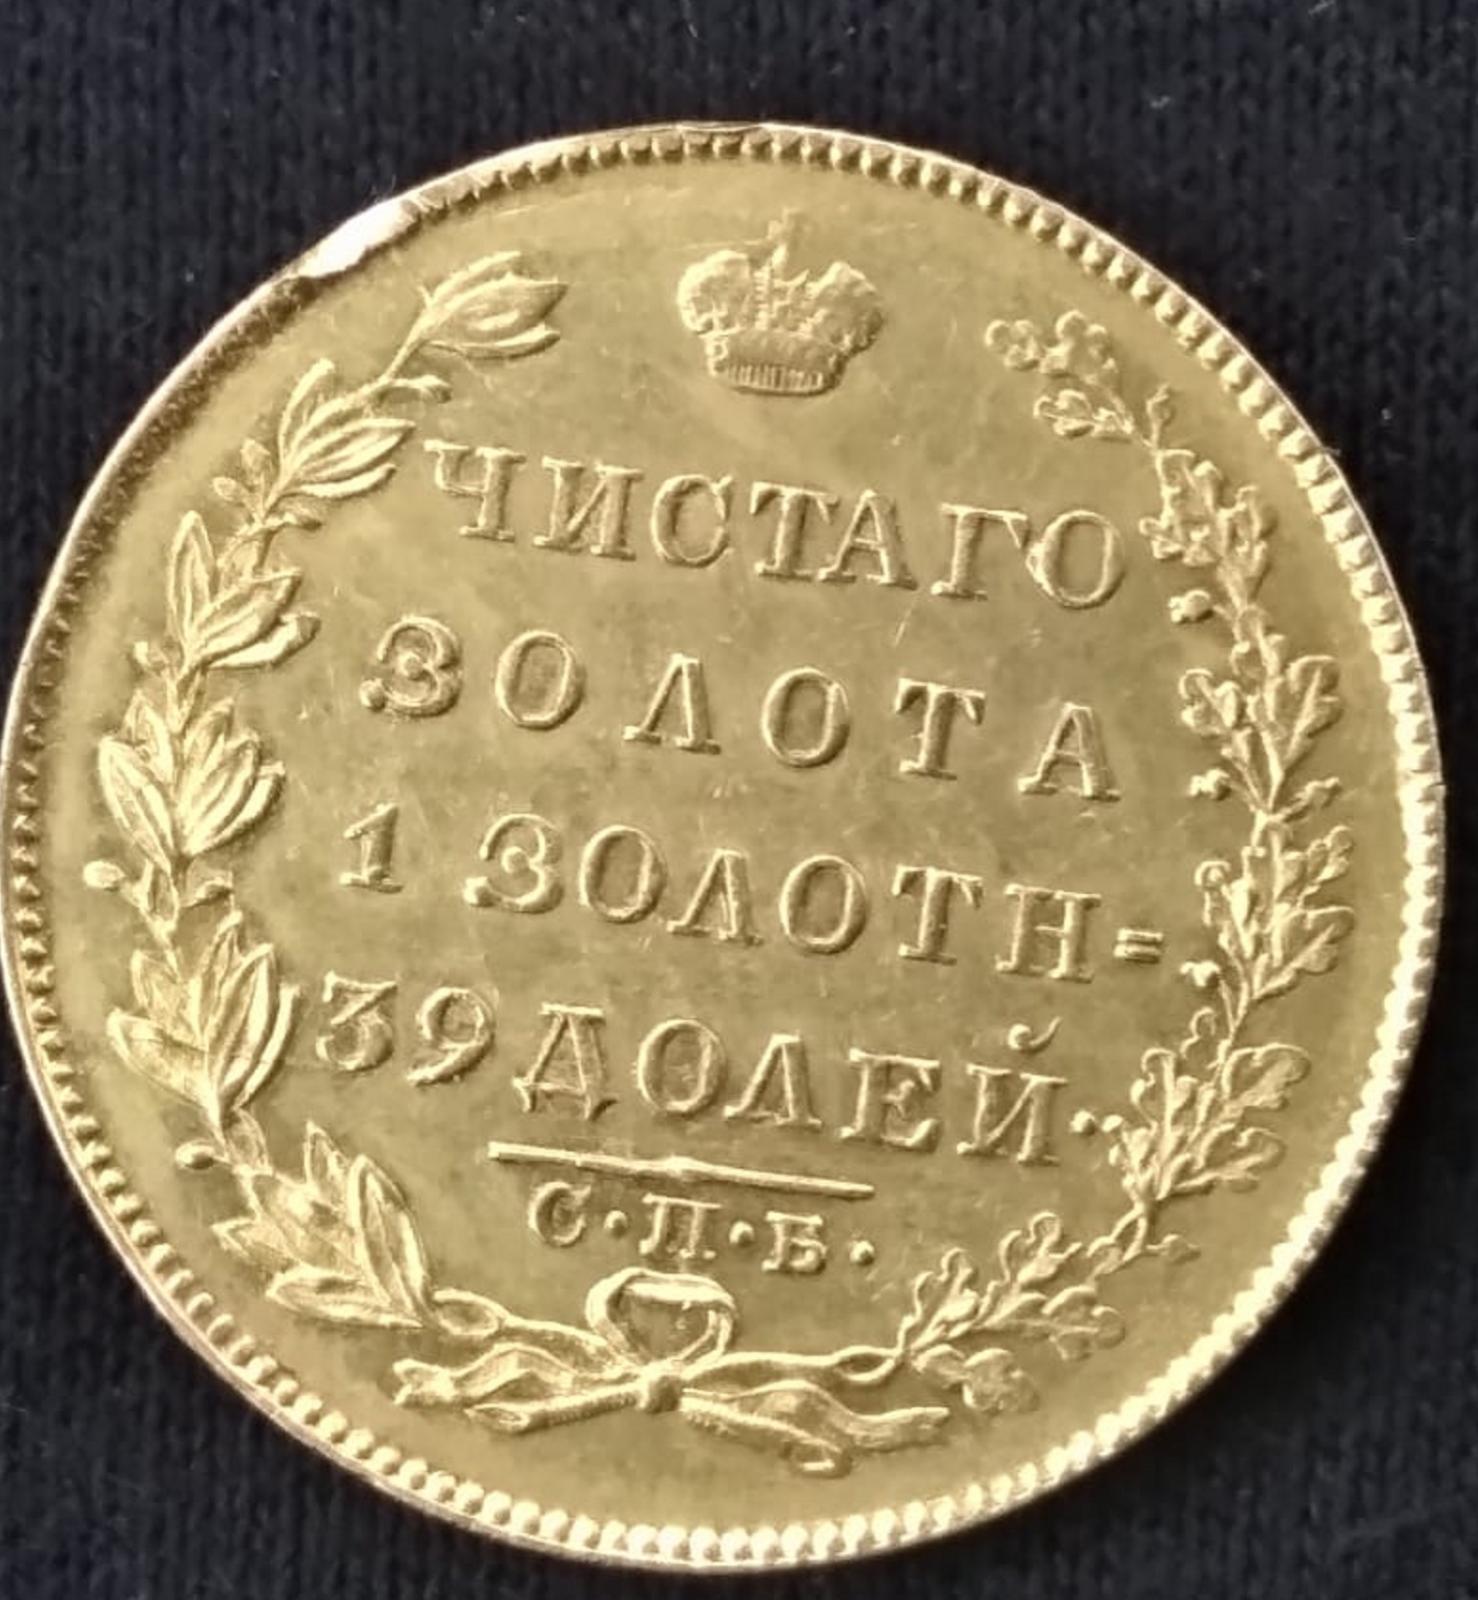 ЧИСТАГО
ЗОЛОТА
1 ЗОЛОТН=
39 ДОЛЕЙ.
С·П·Б·